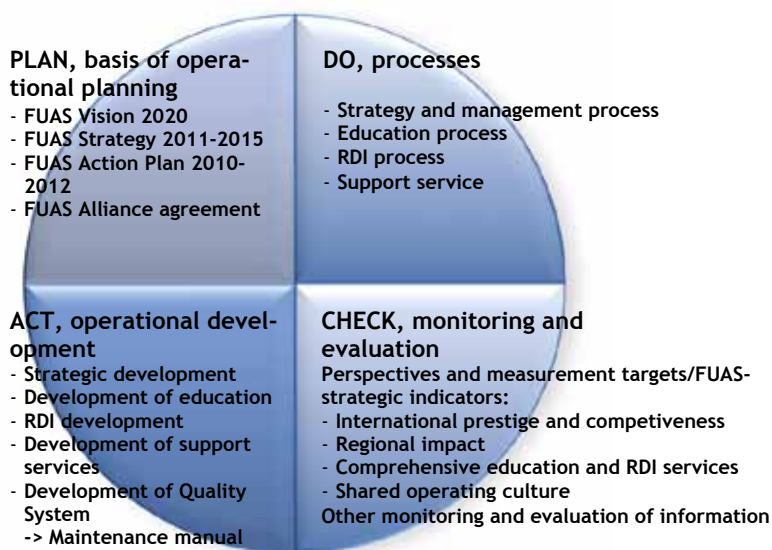 PLAN, basis of opera-
tional planning
- FUAS Vision 2020
- FUAS Strategy 2011-2015
- FUAS Action Plan 2010-
2012
- FUAS Alliance agreement
DO, processes
- Strategy and management process
- Education process
- RDI process
- Support service
ACT, operational devel-
opment
- Strategic development
- Development of education
- RDI development
- Development of support
services
- Development of Quality
System
-> Maintenance manual
CHECK, monitoring and
evaluation
Perspectives and measurement targets/FUAS-
strategic indicators:
- International prestige and competiveness
- Regional impact
- Comprehensive education and RDI services
- Shared operating culture
Other monitoring and evaluation of information